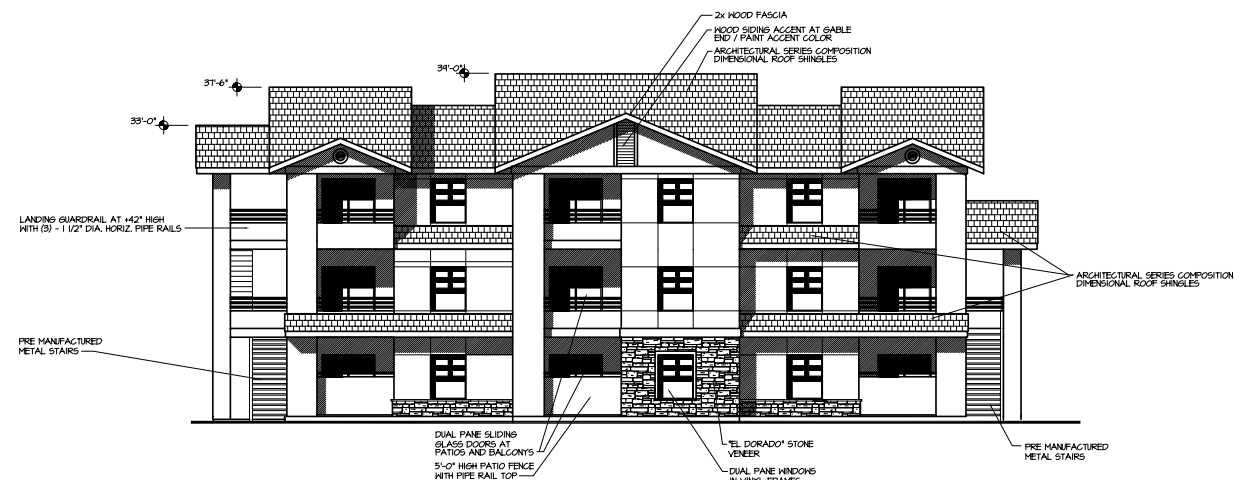 2x WOOD FASCIA
WOOD SIDING ACCENT AT GABLE
END / PAINT ACCENT COLOR
ARCHITECTURAL SERIES COMPOSITION
DIMENSIONAL ROOF SHINGLES
39'-0"
37'-6"
33'-0"
LANDING GUARDRAIL AT +42" HIGH
WITH (3) - 1 1/2" DIA. HORIZ. PIPE RAILS
ARCHITECTURAL SERIES COMPOSITION
DIMENSIONAL ROOF SHINGLES
PRE MANUFACTURED
METAL STAIRS
DUAL PANE SLIDING
GLASS DOORS AT
PATIOS AND BALCONYS
5'-0" HIGH PATIO FENCE
WITH PIPE RAIL TOP
"EL DORADO" STONE
VENEER
DUAL PANE WINDOWS
IN VINYL FRAMES
PRE MANUFACTURED
METAL STAIRS